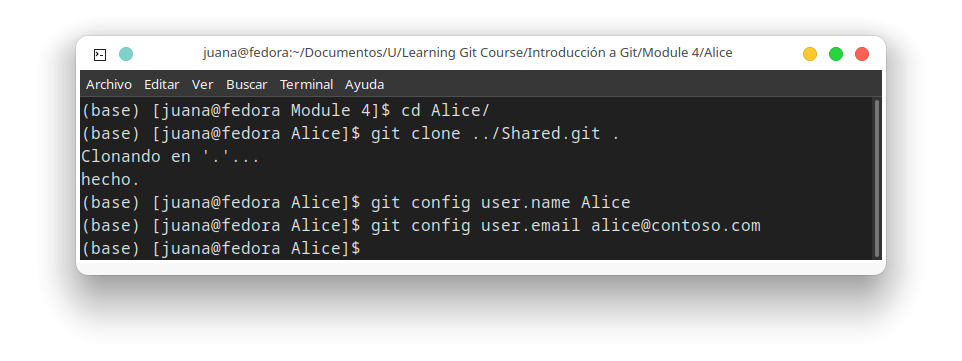 juana@fedora:~/Documentos/U/Learning Git Course/Introducción a Git/Module 4/Alice
Archivo Editar Ver Buscar Terminal Ayuda
(base) [juana@fedora Module 4]$ cd Alice/
(base) [juana@fedora Alice]$ git clone ../Shared.git .
Clonando en '.'...
hecho.
(base) [juana@fedora Alice]$ git config user.name Alice
(base) [juana@fedora Alice]$ git config user.email alice@contoso.com
(base) [juana@fedora Alice]$